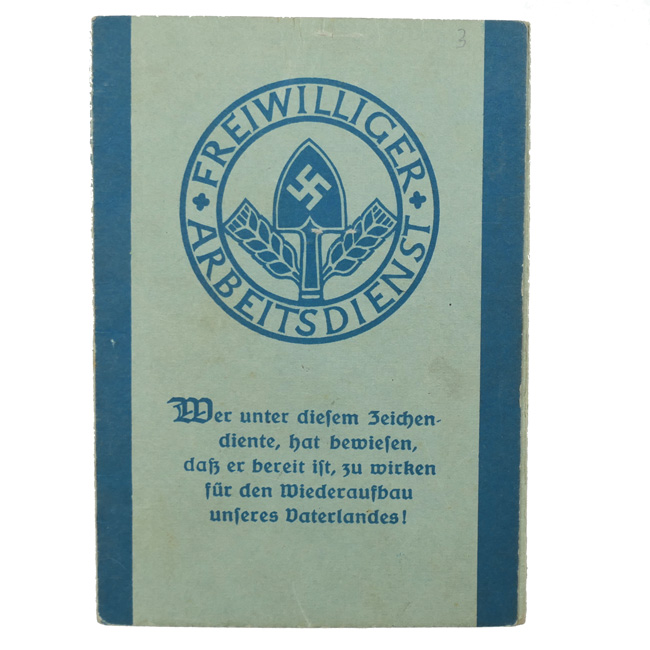 3
FREIWILLIGER
ARBEITSDIENST
Wer unter dieſem Zeichen-
diente, hat bewieſen,
daß er bereit iſt, zu wirken
für den Wiederaufbau
unſeres Vaterlandes!